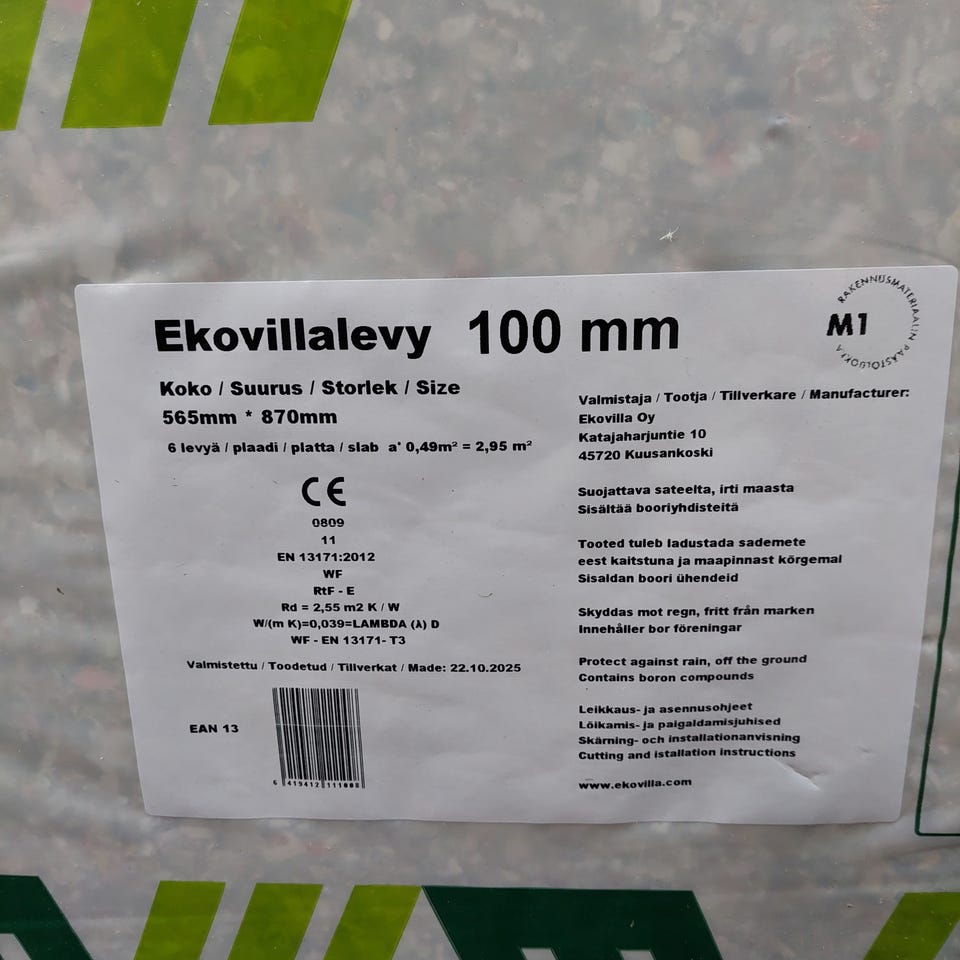 Ekovillalevy 100 mm
RAKENNUSMATERIAALIN PÄÄSTÖLUOKKA
M1
Koko / Suurus / Storlek / Size
565mm * 870mm
6 levyä / plaadi / platta / slab a' 0,49m² = 2,95 m²
CE
0809
11
EN 13171:2012
WF
RtF - E
Rd = 2,55 m2 K / W
W/(m K)=0,039=LAMBDA (λ) D
WF - EN 13171- T3
Valmistettu / Toodetud / Tillverkat / Made: 22.10.2025
EAN 13
6 419412 111008
Valmistaja / Tootja / Tillverkare / Manufacturer:
Ekovilla Oy
Katajaharjuntie 10
45720 Kuusankoski
Suojattava sateelta, irti maasta
Sisältää booriyhdisteitä
Tooted tuleb ladustada sademete
eest kaitstuna ja maapinnast kõrgemal
Sisaldan boori ühendeid
Skyddas mot regn, fritt från marken
Innehåller bor föreningar
Protect against rain, off the ground
Contains boron compounds
Leikkaus- ja asennusohjeet
Lõikamis- ja paigaldamisjuhised
Skärning- och installationanvisning
Cutting and istallation instructions
www.ekovilla.com